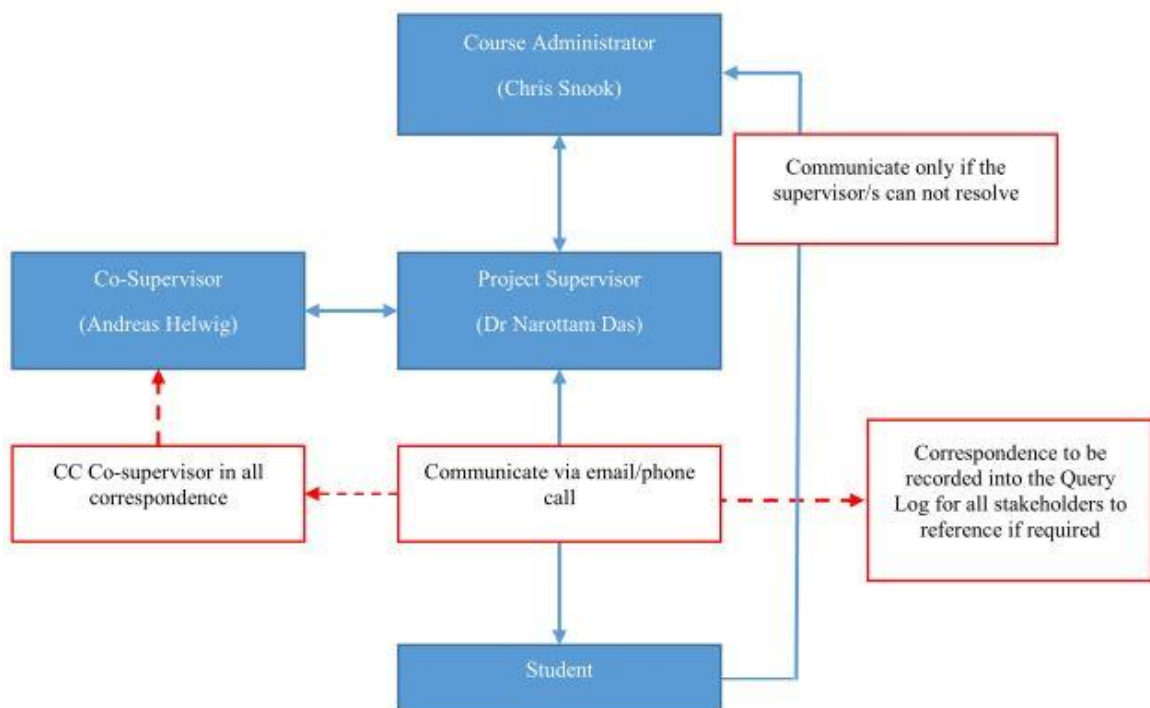 Course Administrator
(Chris Snook)
Communicate only if the
supervisor/s can not resolve
Co-Supervisor
(Andreas Helwig)
Project Supervisor
(Dr Narottam Das)
CC Co-supervisor in all
correspondence
Communicate via email/phone
call
Correspondence to be
recorded into the Query
Log for all stakeholders to
reference if required
Student